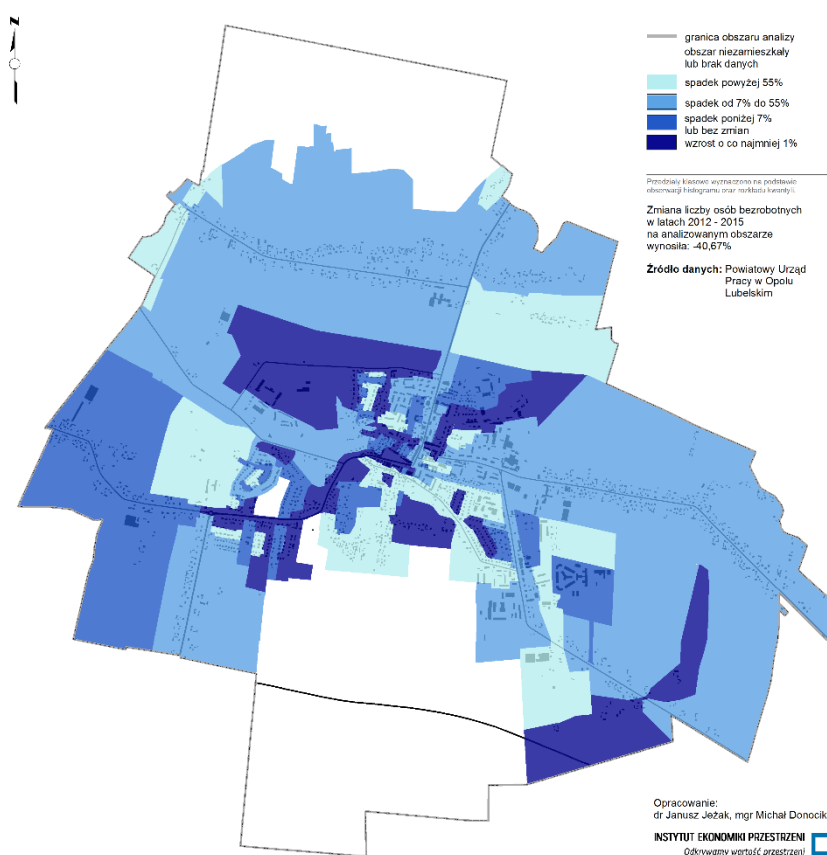 N
granica obszaru analizy
obszar niezamieszkały
lub brak danych
spadek powyżej 55%
spadek od 7% do 55%
spadek poniżej 7%
lub bez zmian
wzrost o co najmniej 1%
Przedziały klasowe wyznaczono na podstawie
obserwacji histogramu oraz rozkładu kwantyli.
Zmiana liczby osób bezrobotnych
w latach 2012 - 2015
na analizowanym obszarze
wynosiła: -40,67%
Źródło danych: Powiatowy Urząd
Pracy w Opolu
Lubelskim
Opracowanie:
dr Janusz Jeżak, mgr Michał Donocik
INSTYTUT EKONOMIKI PRZESTRZENI
Odkrywamy wartość przestrzeni